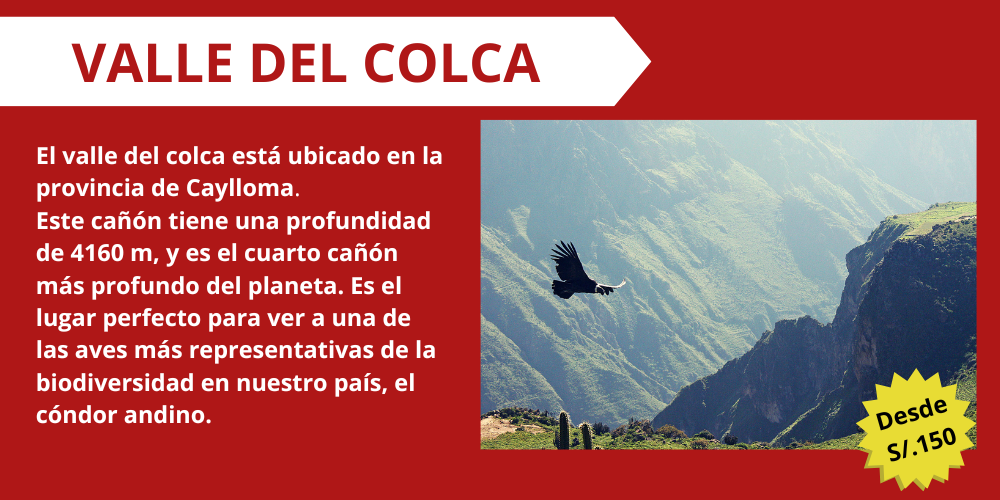 VALLE DEL COLCA
El valle del colca está ubicado en la
provincia de Caylloma.
Este cañón tiene una profundidad
de 4160 m, y es el cuarto cañón
más profundo del planeta. Es el
lugar perfecto para ver a una de
las aves más representativas de la
biodiversidad en nuestro país, el
cóndor andino.
Desde
S/.150